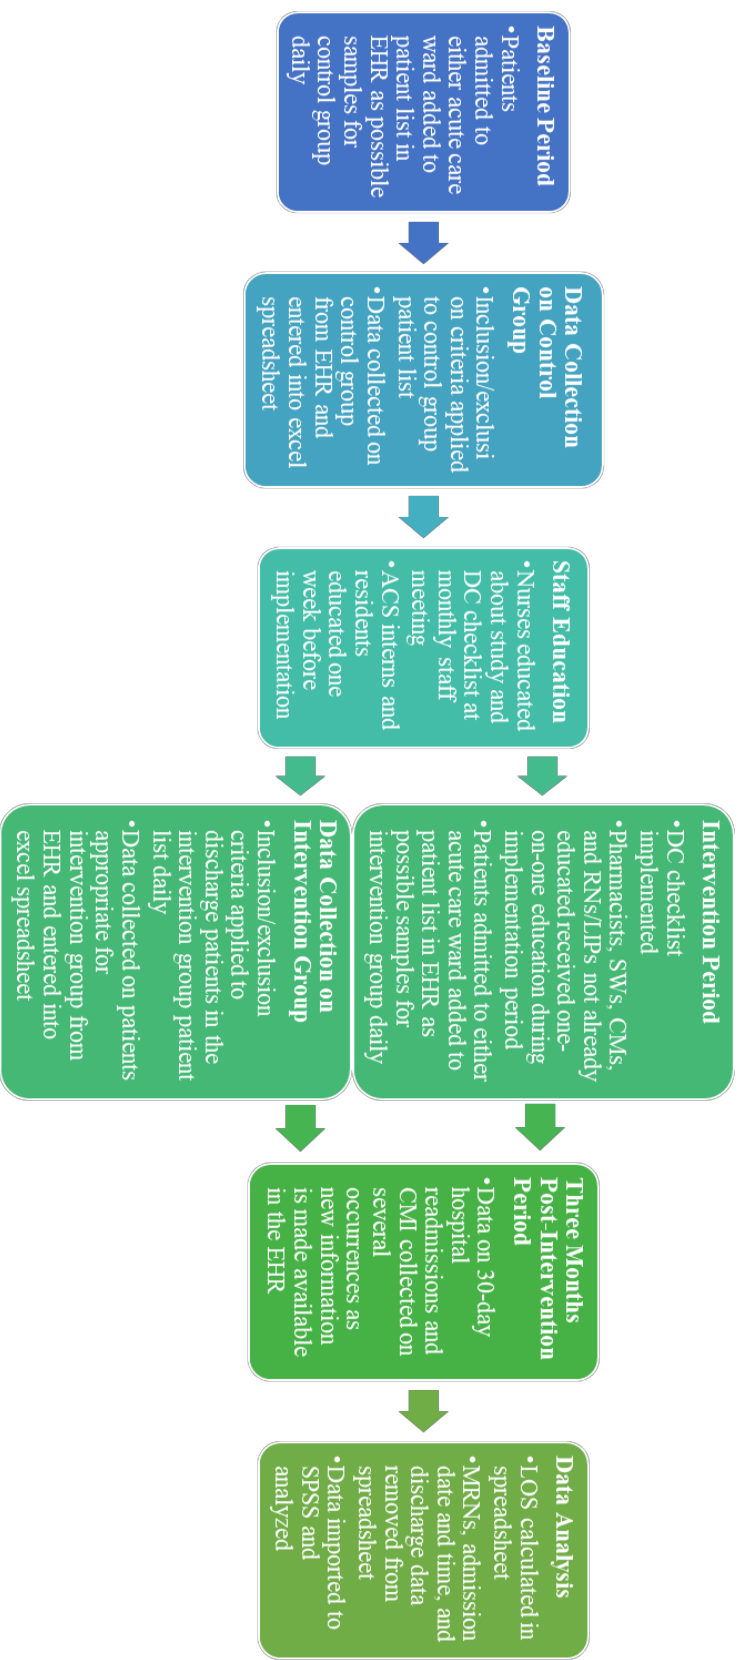 Baseline Period
•Patients
admitted to
either acute care
ward added to
patient list in
EHR as possible
samples for
control group
daily
Data Collection
on Control
Group
•Inclusion/exclusi
on criteria applied
to control group
patient list
•Data collected on
control group
from EHR and
entered into excel
spreadsheet
Staff Education
•Nurses educated
about study and
DC checklist at
monthly staff
meeting
•ACS interns and
residents
educated one
week before
implementation
Intervention Period
•DC checklist
implemented
•Pharmacists, SWs, CMs,
and RNs/LIPs not already
educated received one-
on-one education during
implementation period
•Patients admitted to either
acute care ward added to
patient list in EHR as
possible samples for
intervention group daily
Data Collection on
Intervention Group
•Inclusion/exclusion
criteria applied to
discharge patients in the
intervention group patient
list daily
•Data collected on patients
appropriate for
intervention group from
EHR and entered into
excel spreadsheet
Three Months
Post-Intervention
Period
•Data on 30-day
hospital
readmissions and
CMI collected on
several
occurrences as
new information
is made available
in the EHR
Data Analysis
•LOS calculated in
spreadsheet
•MRNs, admission
date and time, and
discharge data
removed from
spreadsheet
•Data imported to
SPSS and
analyzed